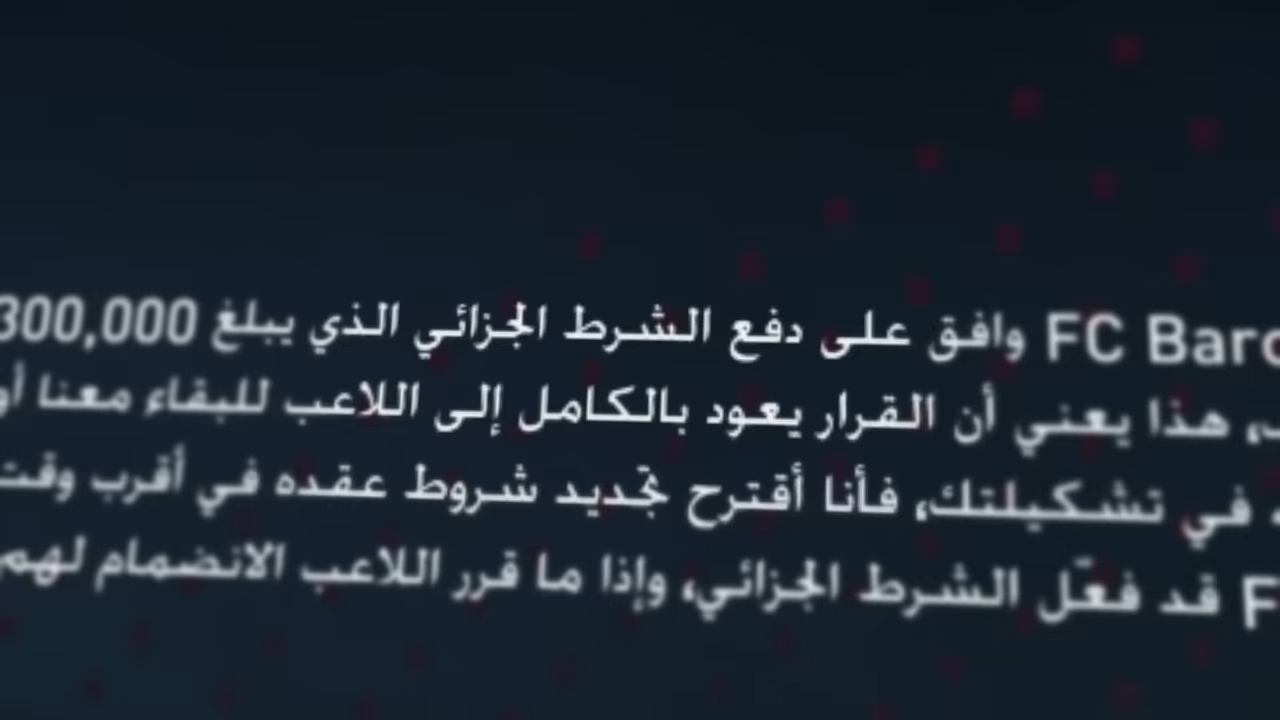 FC Barc وافق على دفع الشرط الجزائي الذي يبلغ 300,000
هذا يعني أن القرار يعود بالكامل إلى اللاعب للبقاء معنا أو
في تشكيلتك، فأنا أقترح تجديد شروط عقده في أقرب وقت
F قد فعّل الشرط الجزائي، وإذا ما قرر اللاعب الانضمام لهم